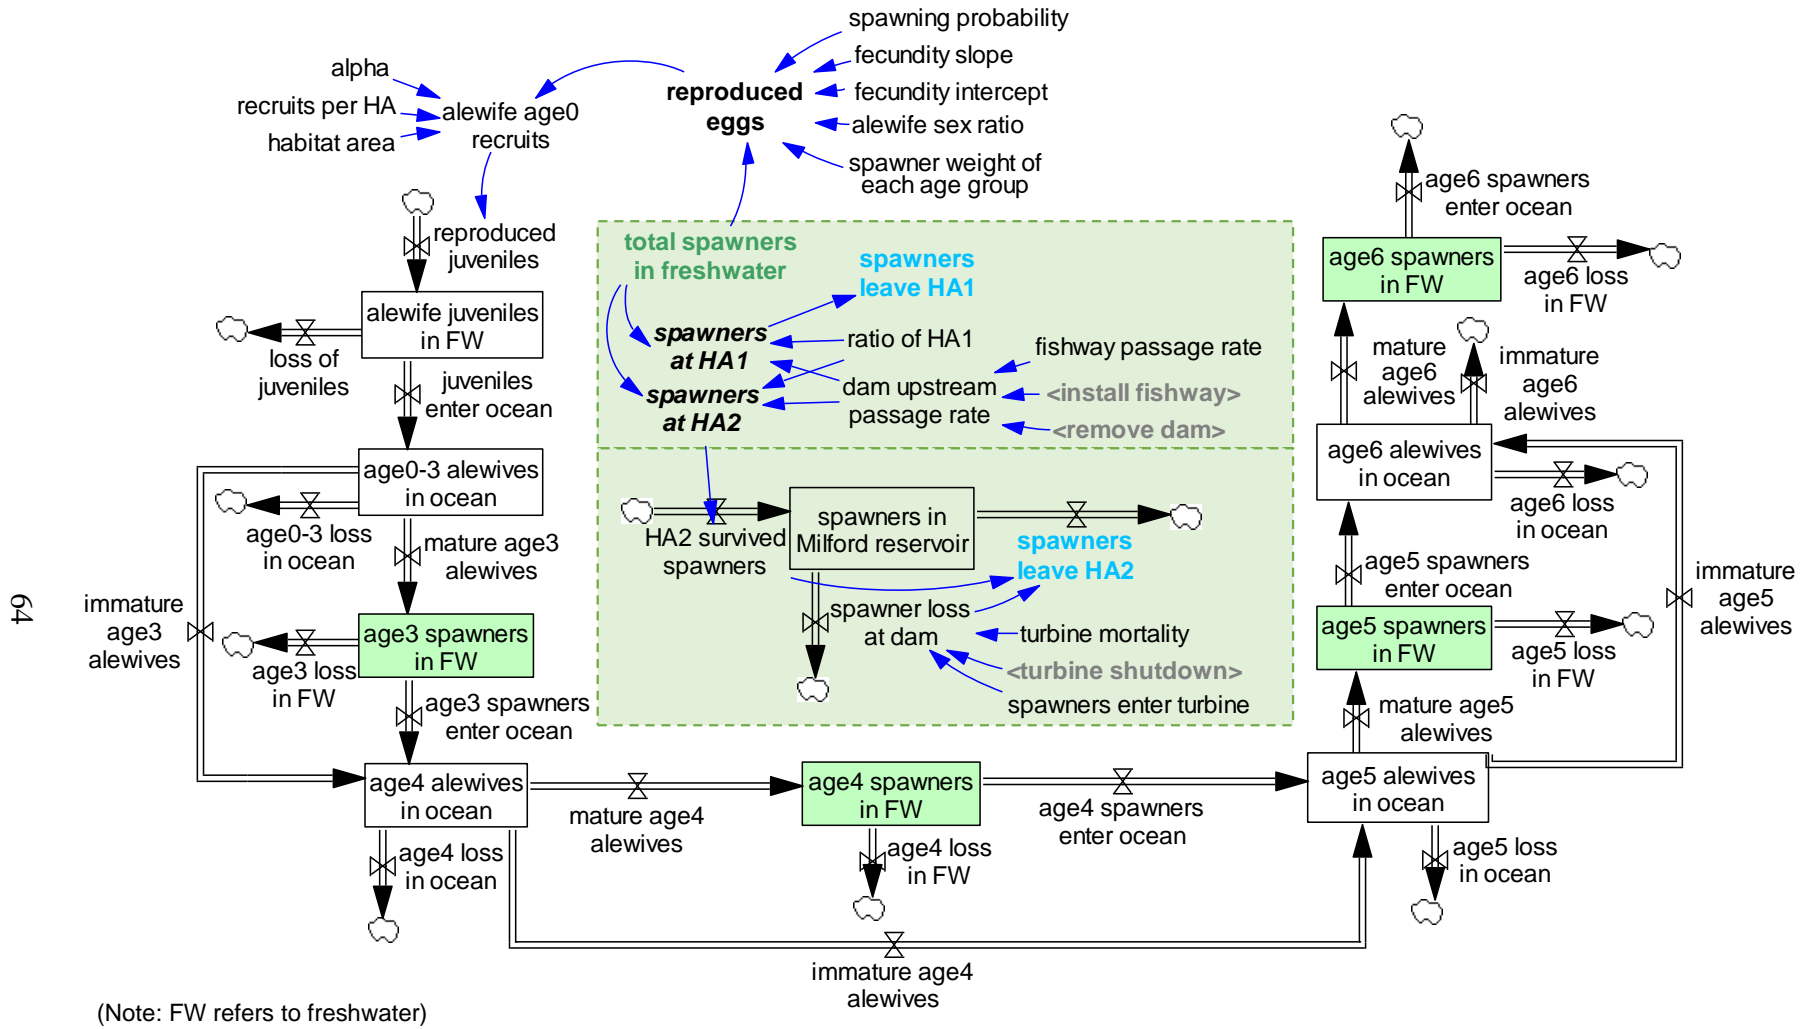 spawning probability
fecundity slope
fecundity intercept
alewife sex ratio
spawner weight of
each age group
reproduced
eggs
alpha
recruits per HA
habitat area
alewife age0
recruits
reproduced
juveniles
alewife juveniles
in FW
loss of
juveniles
juveniles
enter ocean
age0-3 alewives
in ocean
age0-3 loss
in ocean
mature age3
alewives
immature
age3
alewives
age3 spawners
in FW
age3 loss
in FW
age3 spawners
enter ocean
age4 alewives
in ocean
age4 loss
in ocean
mature age4
alewives
immature age4
alewives
age4 spawners
in FW
age4 loss
in FW
age4 spawners
enter ocean
total spawners
in freshwater
spawners
leave HA1
spawners
at HA1
spawners
at HA2
ratio of HA1
dam upstream
passage rate
fishway passage rate
<install fishway>
<remove dam>
HA2 survived
spawners
spawners in
Milford reservoir
spawners
leave HA2
spawner loss
at dam
turbine mortality
<turbine shutdown>
spawners enter turbine
age5 alewives
in ocean
age5 loss
in ocean
mature age5
alewives
immature
age5
alewives
age5 spawners
in FW
age5 loss
in FW
age5 spawners
enter ocean
age6 alewives
in ocean
age6 loss
in ocean
mature
age6
alewives
immature
age6
alewives
age6 spawners
in FW
age6 loss
in FW
age6 spawners
enter ocean
64
(Note: FW refers to freshwater)